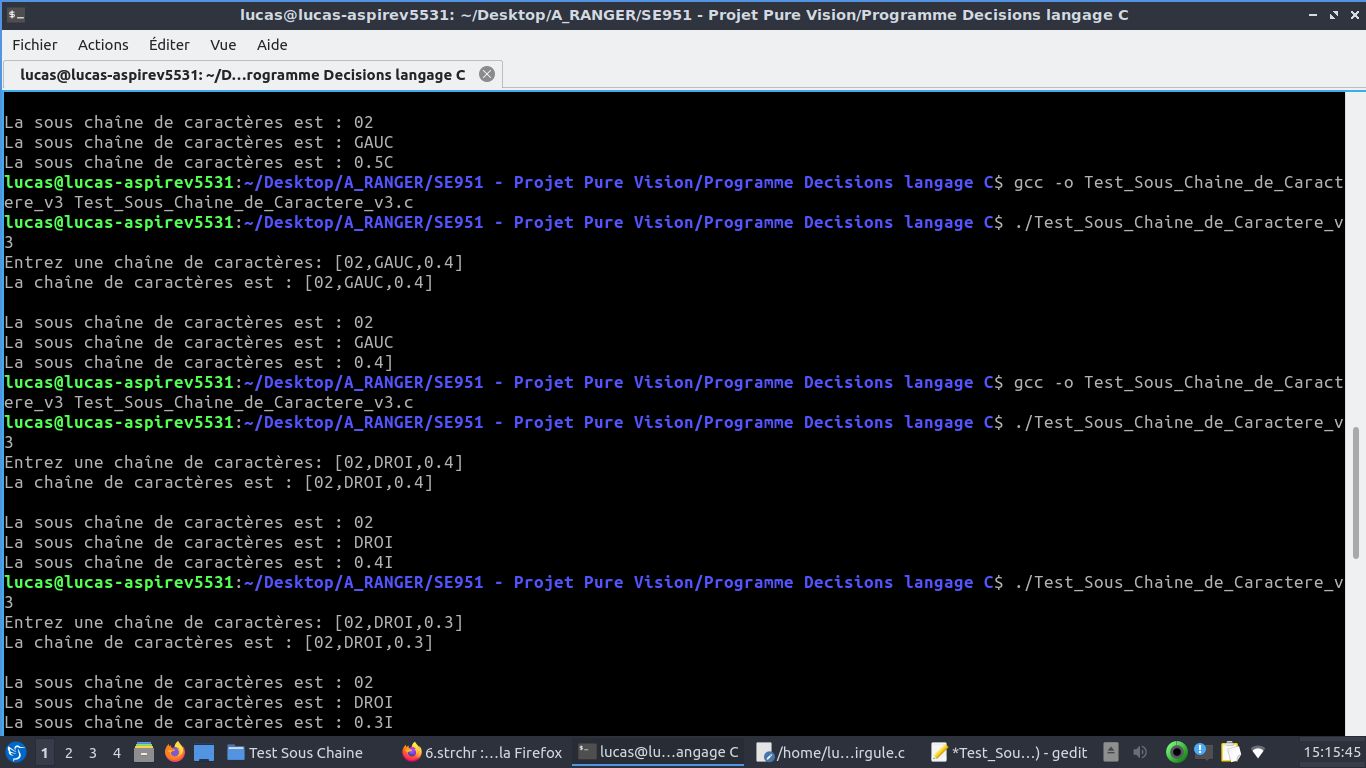 lucas@lucas-aspirev5531: ~/Desktop/A_RANGER/SE951 - Projet Pure Vision/Programme Decisions langage C
Fichier Actions Éditer Vue Aide
lucas@lucas-aspirev5531: ~/D...rogramme Decisions langage C
La sous chaîne de caractères est : 02
La sous chaîne de caractères est : GAUC
La sous chaîne de caractères est : 0.5C
lucas@lucas-aspirev5531:~/Desktop/A_RANGER/SE951 - Projet Pure Vision/Programme Decisions langage C$ gcc -o Test_Sous_Chaine_de_Caract
ere_v3 Test_Sous_Chaine_de_Caractere_v3.c
lucas@lucas-aspirev5531:~/Desktop/A_RANGER/SE951 - Projet Pure Vision/Programme Decisions langage C$ ./Test_Sous_Chaine_de_Caractere_v
3
Entrez une chaîne de caractères: [02,GAUC,0.4]
La chaîne de caractères est : [02,GAUC,0.4]
La sous chaîne de caractères est : 02
La sous chaîne de caractères est : GAUC
La sous chaîne de caractères est : 0.4]
lucas@lucas-aspirev5531:~/Desktop/A_RANGER/SE951 - Projet Pure Vision/Programme Decisions langage C$ gcc -o Test_Sous_Chaine_de_Caract
ere_v3 Test_Sous_Chaine_de_Caractere_v3.c
lucas@lucas-aspirev5531:~/Desktop/A_RANGER/SE951 - Projet Pure Vision/Programme Decisions langage C$ ./Test_Sous_Chaine_de_Caractere_v
3
Entrez une chaîne de caractères: [02,DROI,0.4]
La chaîne de caractères est : [02,DROI,0.4]
La sous chaîne de caractères est : 02
La sous chaîne de caractères est : DROI
La sous chaîne de caractères est : 0.4I
lucas@lucas-aspirev5531:~/Desktop/A_RANGER/SE951 - Projet Pure Vision/Programme Decisions langage C$ ./Test_Sous_Chaine_de_Caractere_v
3
Entrez une chaîne de caractères: [02,DROI,0.3]
La chaîne de caractères est : [02,DROI,0.3]
La sous chaîne de caractères est : 02
La sous chaîne de caractères est : DROI
La sous chaîne de caractères est : 0.3I
1 2 3 4 Test Sous Chaine 6.strchr :...la Firefox lucas@lu...angage C /home/lu...irgule.c *Test_Sou...) - gedit 15:15:45